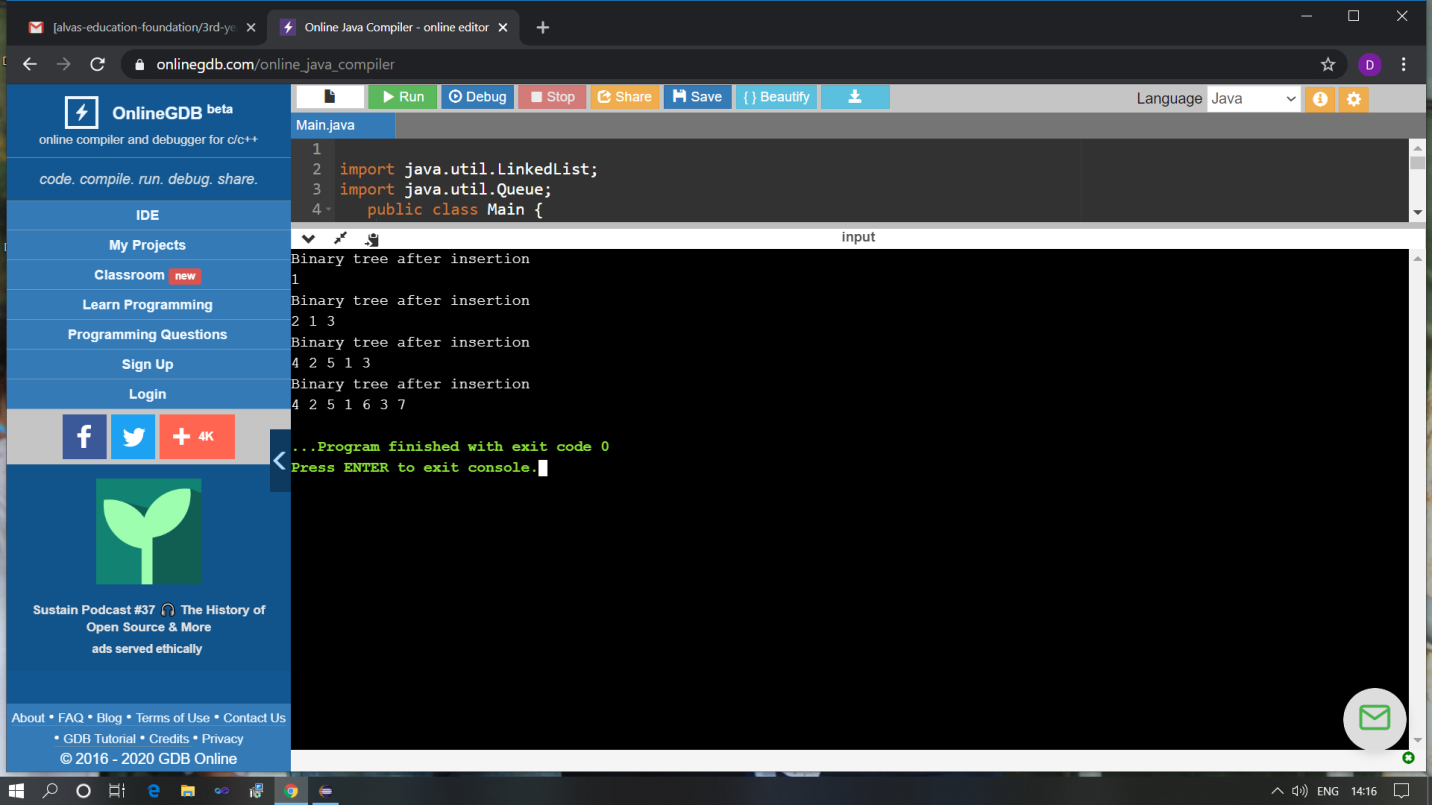 [alvas-education-foundation/3rd-ye
Online Java Compiler - online editor
onlinegdb.com/online_java_compiler
D
OnlineGDB beta
online compiler and debugger for c/c++
code. compile. run. debug. share.
IDE
My Projects
Classroom new
Learn Programming
Programming Questions
Sign Up
Login
4K
Sustain Podcast #37 🎧 The History of
Open Source & More
ads served ethically
About • FAQ • Blog • Terms of Use • Contact Us
• GDB Tutorial • Credits • Privacy
© 2016 - 2020 GDB Online
Run Debug Stop Share Save { } Beautify Language Java
Main.java
1
2 import java.util.LinkedList;
3 import java.util.Queue;
4 public class Main {
input
Binary tree after insertion
1
Binary tree after insertion
2 1 3
Binary tree after insertion
4 2 5 1 3
Binary tree after insertion
4 2 5 1 6 3 7
...Program finished with exit code 0
Press ENTER to exit console.
ENG 14:16